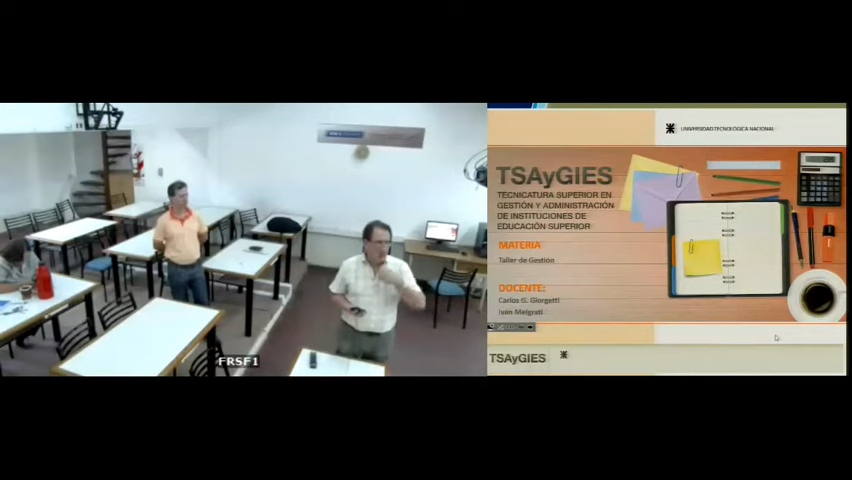 UNIVERSIDAD TECNOLÓGICA NACIONAL
TSAyGIES
TECNICATURA SUPERIOR EN
GESTIÓN Y ADMINISTRACIÓN
DE INSTITUCIONES DE
EDUCACIÓN SUPERIOR
MATERIA
Taller de Gestión
DOCENTE:
Carlos G. Giorgetti
Iván Melgrati
TSAyGIES
FRSF1